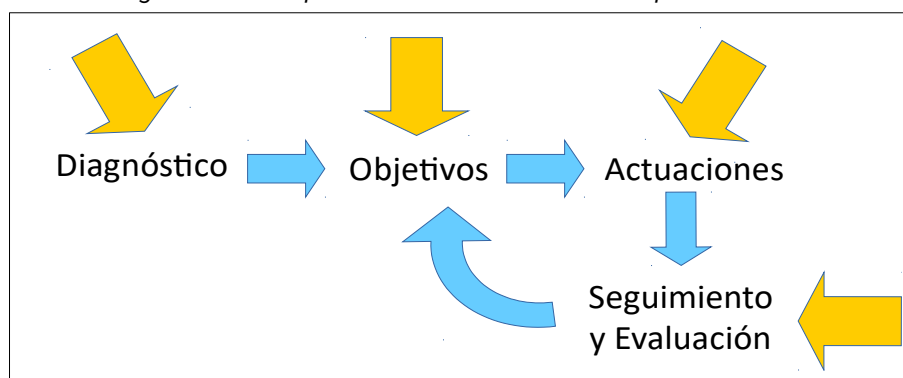 Diagnóstico
Objetivos
Actuaciones
Seguimiento
y Evaluación